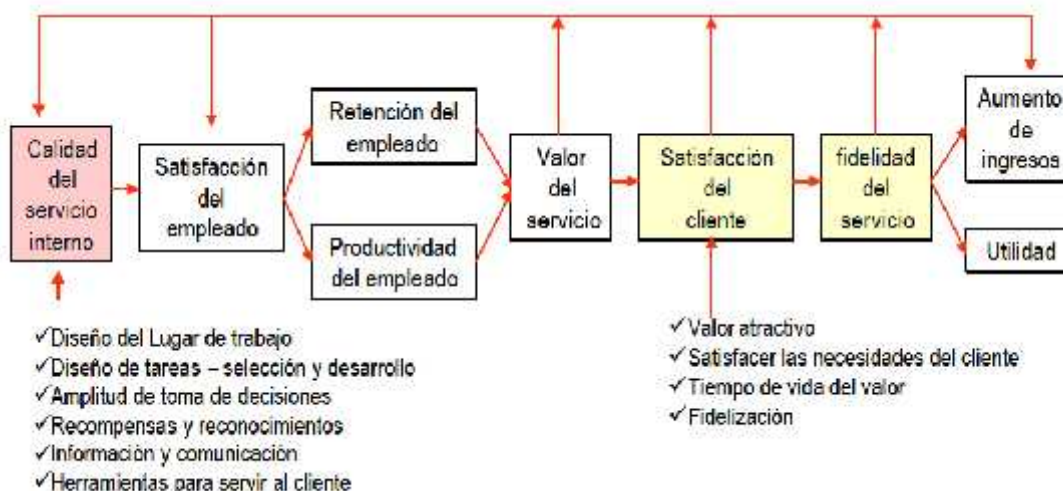 Calidad
del
servicio
interno
Satisfacción
del
empleado
Retención del
empleado
Productividad
del empleado
Valor
del
servicio
Satisfacción
del
cliente
fidelidad
del
servicio
Aumento
de
ingresos
Utilidad
✓Diseño del Lugar de trabajo
✓Diseño de tareas – selección y desarrollo
✓Amplitud de toma de decisiones
✓Recompensas y reconocimientos
✓Información y comunicación
✓Herramientas para servir al cliente
✓Valor atractivo
✓Satisfacer las necesidades del cliente
✓Tiempo de vida del valor
✓Fidelización